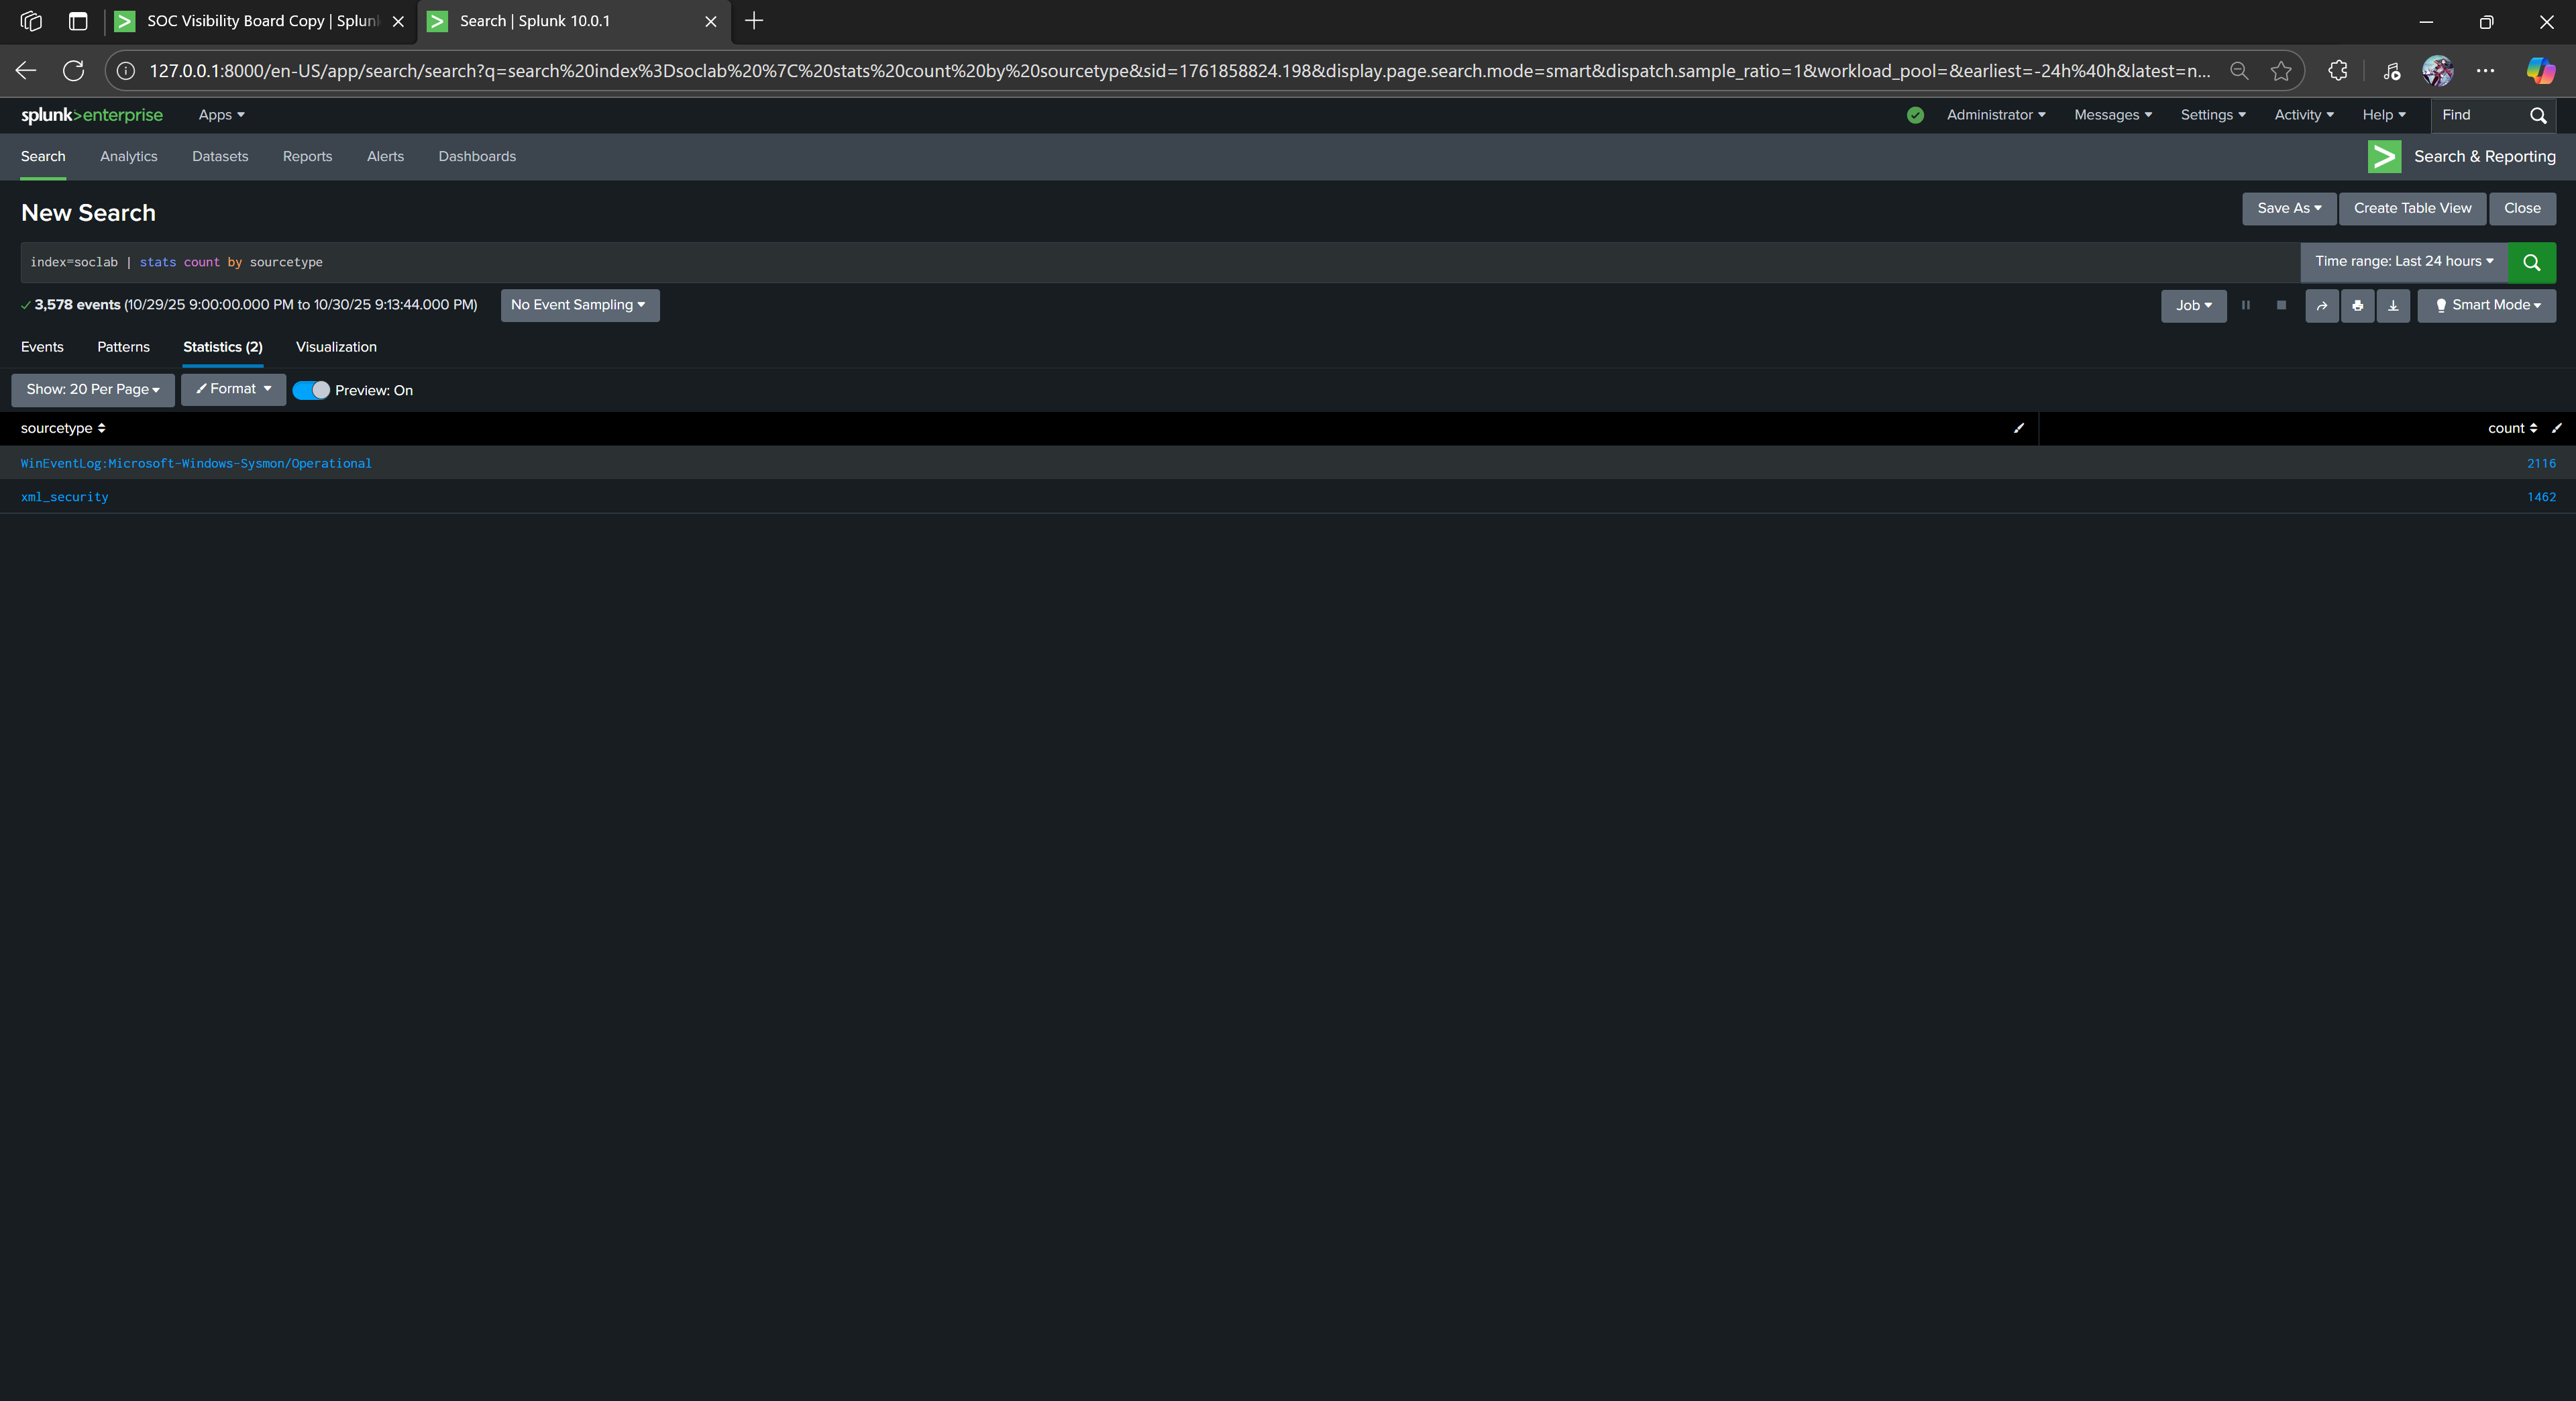 SOC Visibility Board Copy | Splunk
Search | Splunk 10.0.1
127.0.0.1:8000/en-US/app/search/search?q=search%20index%3Dsoclab%20%7C%20stats%20count%20by%20sourcetype&sid=1761858824.198&display.page.search.mode=smart&dispatch.sample_ratio=1&workload_pool=&earliest=-24h%40h&latest=n...
splunk>enterprise Apps Administrator Messages Settings Activity Help Find
Search Analytics Datasets Reports Alerts Dashboards Search & Reporting
New Search Save As Create Table View Close
index=soclab | stats count by sourcetype Time range: Last 24 hours
3,578 events (10/29/25 9:00:00.000 PM to 10/30/25 9:13:44.000 PM) No Event Sampling Job Smart Mode
Events Patterns Statistics (2) Visualization
Show: 20 Per Page Format Preview: On
sourcetype count
WinEventLog:Microsoft-Windows-Sysmon/Operational 2116
xml_security 1462